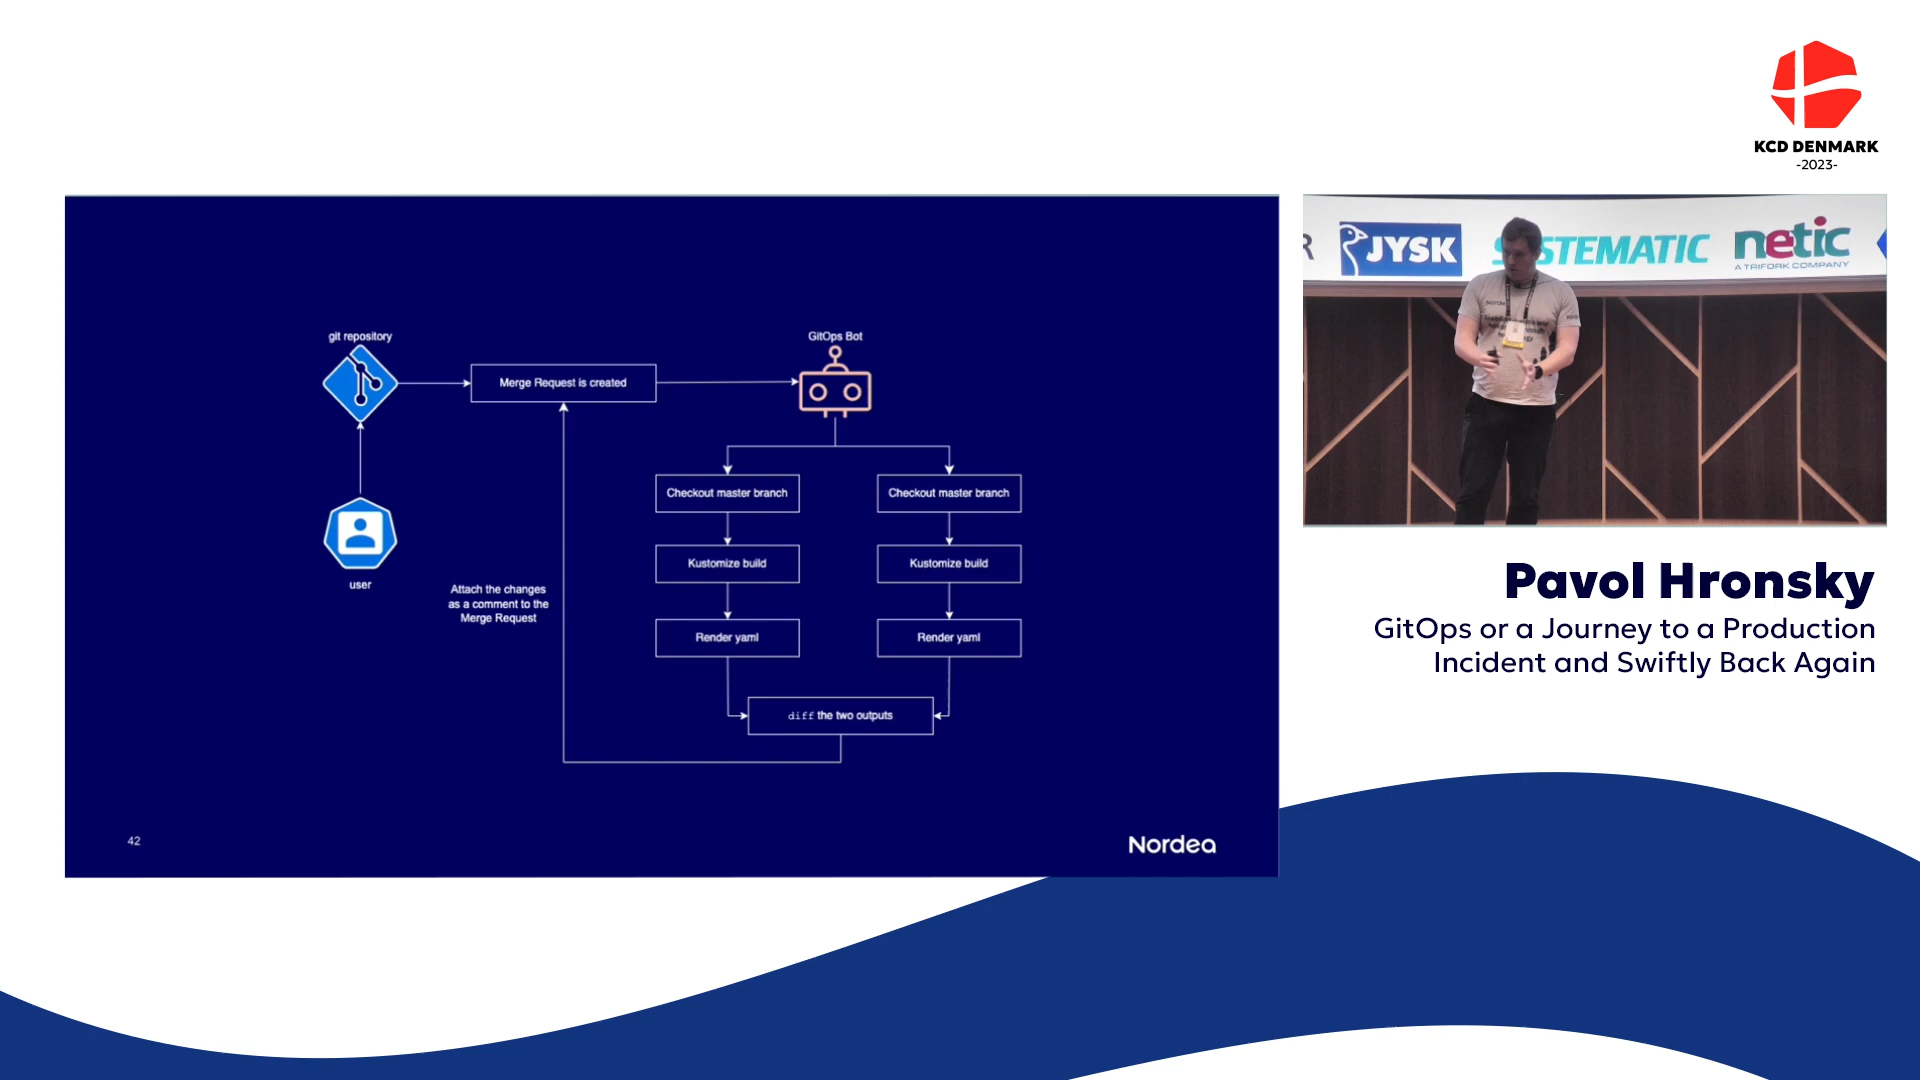 KCD DENMARK
-2023-
git repository
Merge Request is created
GitOps Bot
user
Attach the changes
as a comment to the
Merge Request
Checkout master branch
Checkout master branch
Kustomize build
Kustomize build
Render yaml
Render yaml
diff the two outputs
42
Nordea
R
JYSK
SYSTEMATIC
netic
A TRIFORK COMPANY
Pavol Hronsky
GitOps or a Journey to a Production
Incident and Swiftly Back Again